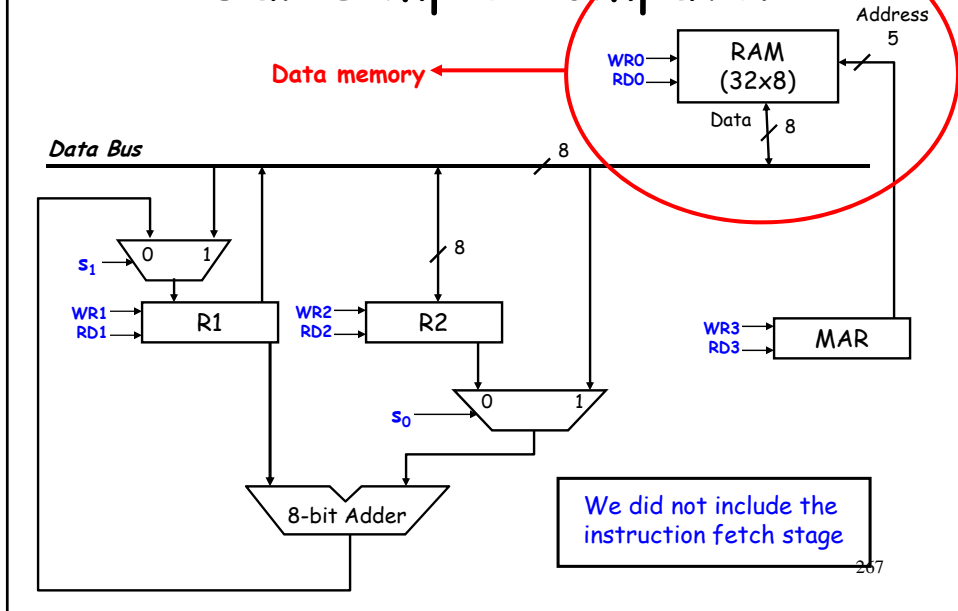 Address
5
WR0
RD0
RAM
(32x8)
Data memory
Data
8
Data Bus
8
0 1
s1
8
WR1
RD1
R1
WR2
RD2
R2
WR3
RD3
MAR
0 1
s0
8-bit Adder
We did not include the
instruction fetch stage
267